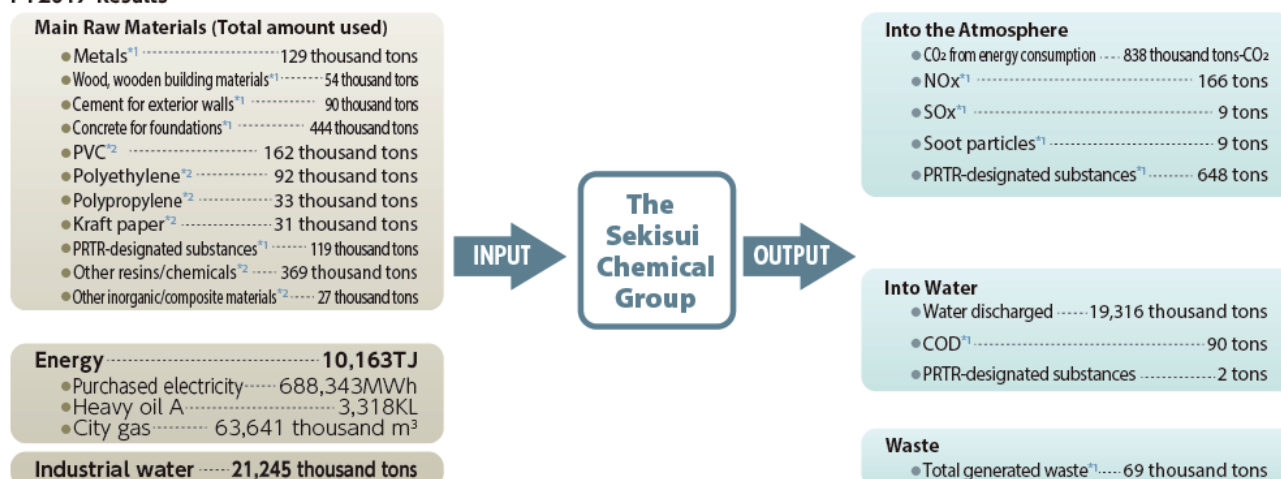 FY2019 Results
Main Raw Materials (Total amount used)
●Metals*1 129 thousand tons
●Wood, wooden building materials*1 54 thousand tons
●Cement for exterior walls*1 90 thousand tons
●Concrete for foundations*1 444 thousand tons
●PVC*2 162 thousand tons
●Polyethylene*2 92 thousand tons
●Polypropylene*2 33 thousand tons
●Kraft paper*2 31 thousand tons
●PRTR-designated substances*1 119 thousand tons
●Other resins/chemicals*2 369 thousand tons
●Other inorganic/composite materials*2 27 thousand tons
Energy 10,163TJ
●Purchased electricity 688,343MWh
●Heavy oil A 3,318KL
●City gas 63,641 thousand m³
Industrial water 21,245 thousand tons
INPUT
The
Sekisui
Chemical
Group
OUTPUT
Into the Atmosphere
●CO₂ from energy consumption 838 thousand tons-CO₂
●NOx*1 166 tons
●SOx*1 9 tons
●Soot particles*1 9 tons
●PRTR-designated substances*1 648 tons
Into Water
●Water discharged 19,316 thousand tons
●COD*1 90 tons
●PRTR-designated substances 2 tons
Waste
●Total generated waste*1 69 thousand tons